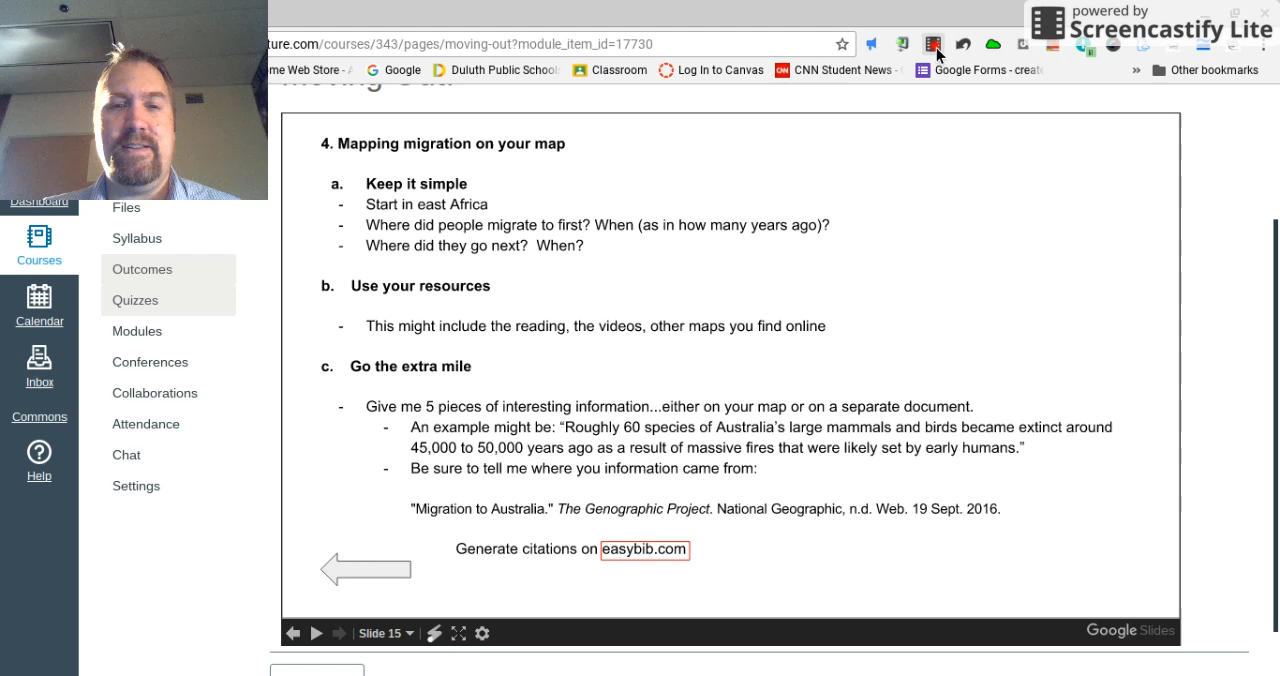 powered by
Screencastify Lite
ture.com/courses/343/pages/moving-out?module_item_id=17730
me Web Store - A
Google
Duluth Public School
Classroom
Log In to Canvas
CNN Student News -
Google Forms - create
»
Other bookmarks
Moving Out!
4. Mapping migration on your map
a. Keep it simple
- Start in east Africa
- Where did people migrate to first? When (as in how many years ago)?
- Where did they go next? When?
b. Use your resources
- This might include the reading, the videos, other maps you find online
c. Go the extra mile
- Give me 5 pieces of interesting information...either on your map or on a separate document.
- An example might be: “Roughly 60 species of Australia’s large mammals and birds became extinct around
45,000 to 50,000 years ago as a result of massive fires that were likely set by early humans.”
- Be sure to tell me where you information came from:
"Migration to Australia." The Genographic Project. National Geographic, n.d. Web. 19 Sept. 2016.
Generate citations on easybib.com
Slide 15
Google Slides
Dashboard
Courses
Calendar
Inbox
Commons
Help
Files
Syllabus
Outcomes
Quizzes
Modules
Conferences
Collaborations
Attendance
Chat
Settings